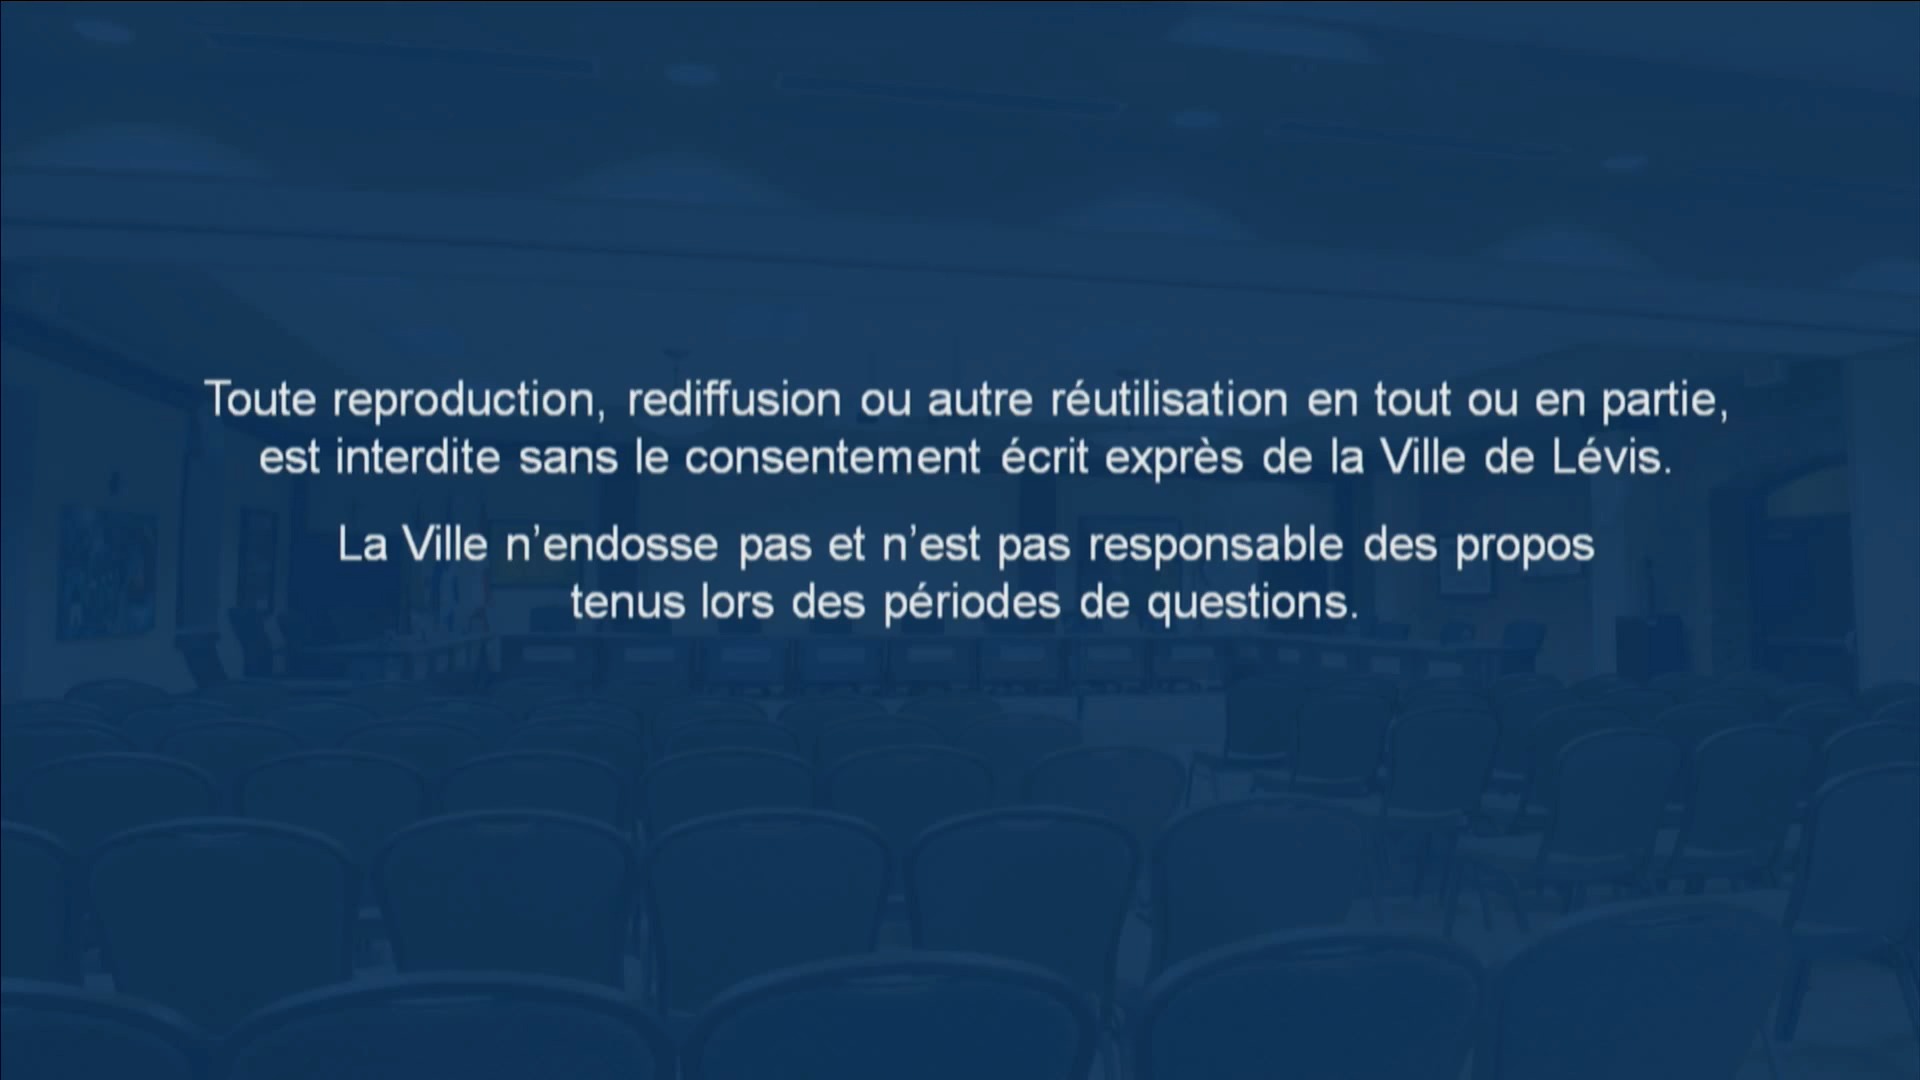 Toute reproduction, rediffusion ou autre réutilisation en tout ou en partie,
est interdite sans le consentement écrit exprès de la Ville de Lévis.
La Ville n’endosse pas et n’est pas responsable des propos
tenus lors des périodes de questions.